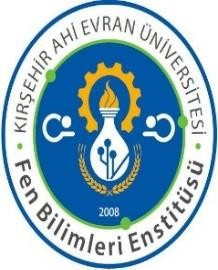 KIRŞEHİR AHİ EVRAN ÜNİVERSİTESİ
Fen Bilimleri Enstitüsü
2008